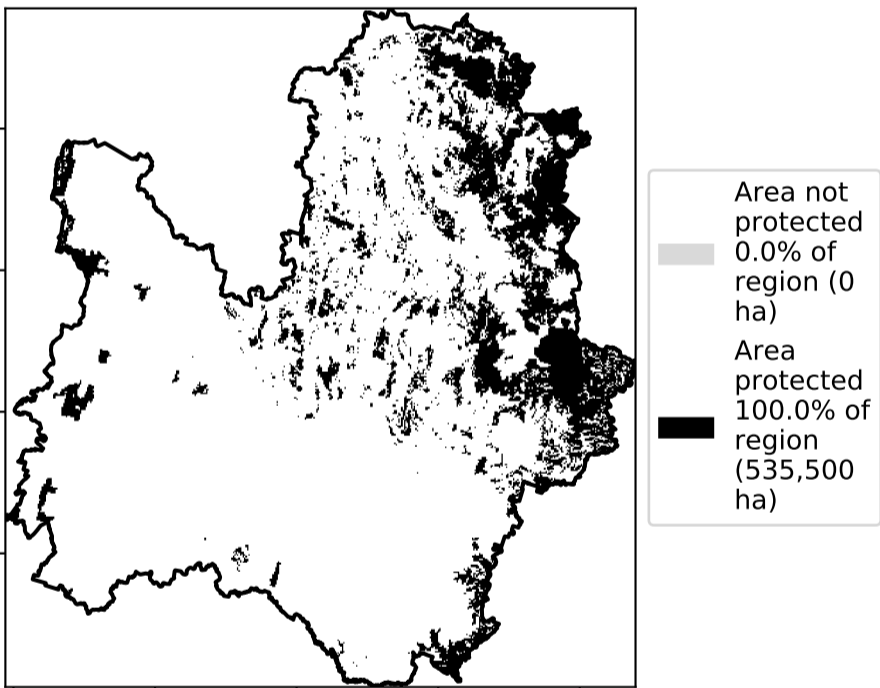 Area not
protected
0.0% of
region (0
ha)
Area
protected
100.0% of
region
(535,500
ha)